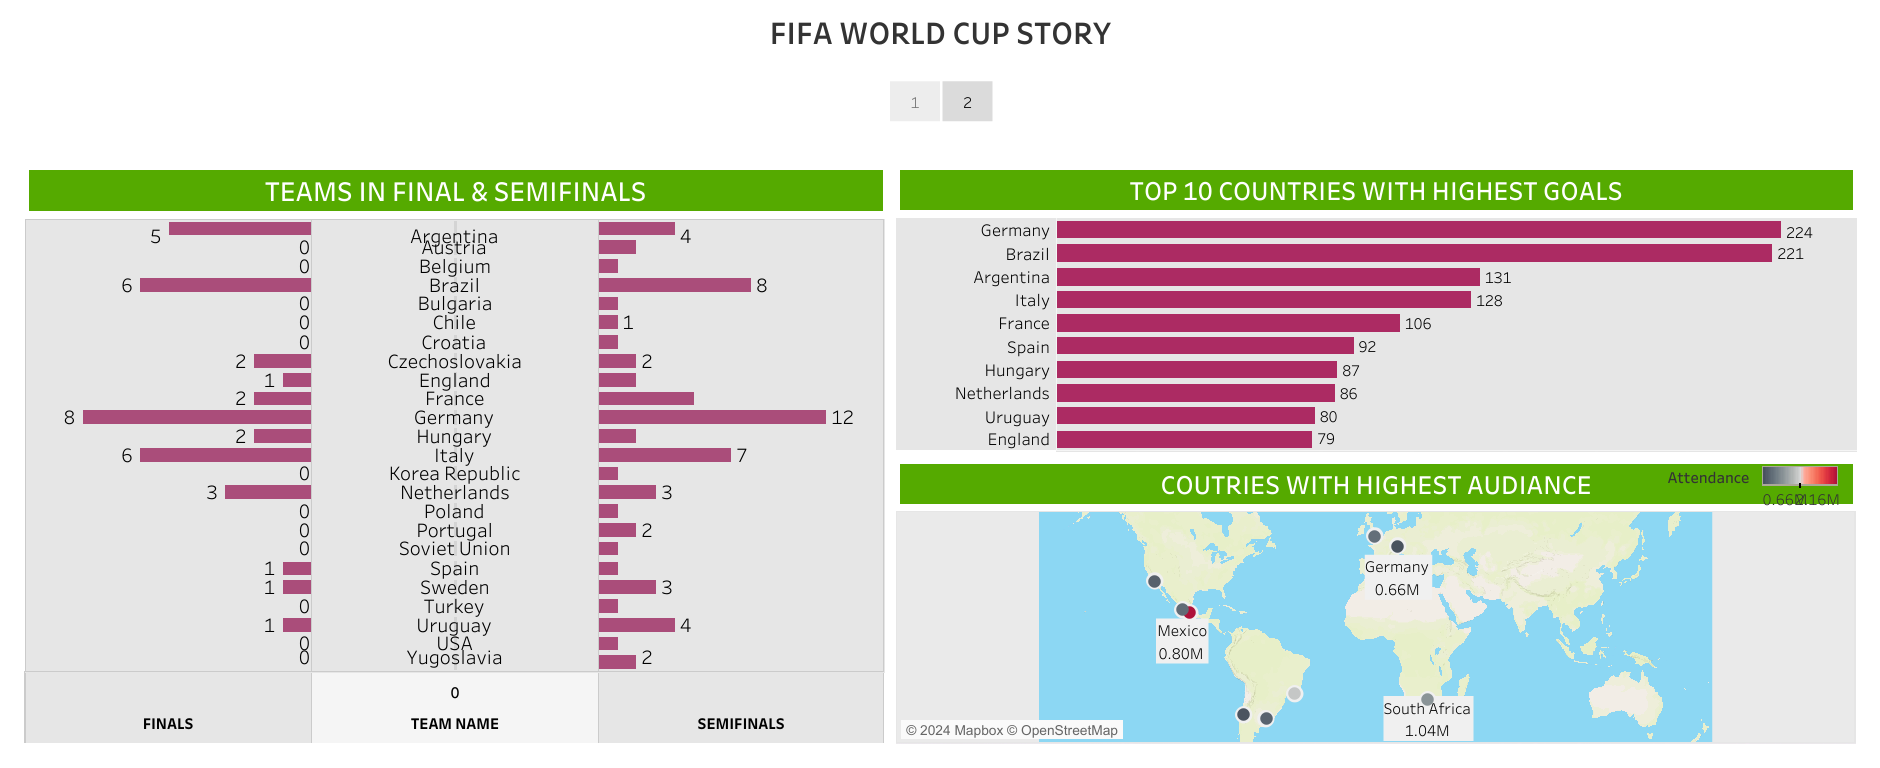 FIFA WORLD CUP STORY
1 2
TEAMS IN FINAL & SEMIFINALS
5 Argentina 4
0 Austria
0 Belgium
6 Brazil 8
0 Bulgaria
0 Chile 1
0 Croatia
2 Czechoslovakia 2
1 England
2 France
8 Germany 12
2 Hungary
6 Italy 7
0 Korea Republic
3 Netherlands 3
0 Poland
0 Portugal 2
0 Soviet Union
1 Spain
1 Sweden 3
0 Turkey
1 Uruguay 4
0 USA
0 Yugoslavia 2
0
FINALS TEAM NAME SEMIFINALS
TOP 10 COUNTRIES WITH HIGHEST GOALS
Germany 224
Brazil 221
Argentina 131
Italy 128
France 106
Spain 92
Hungary 87
Netherlands 86
Uruguay 80
England 79
COUTRIES WITH HIGHEST AUDIANCE
Attendance
0.66M
Germany
0.66M
Mexico
0.80M
South Africa
1.04M
© 2024 Mapbox © OpenStreetMap